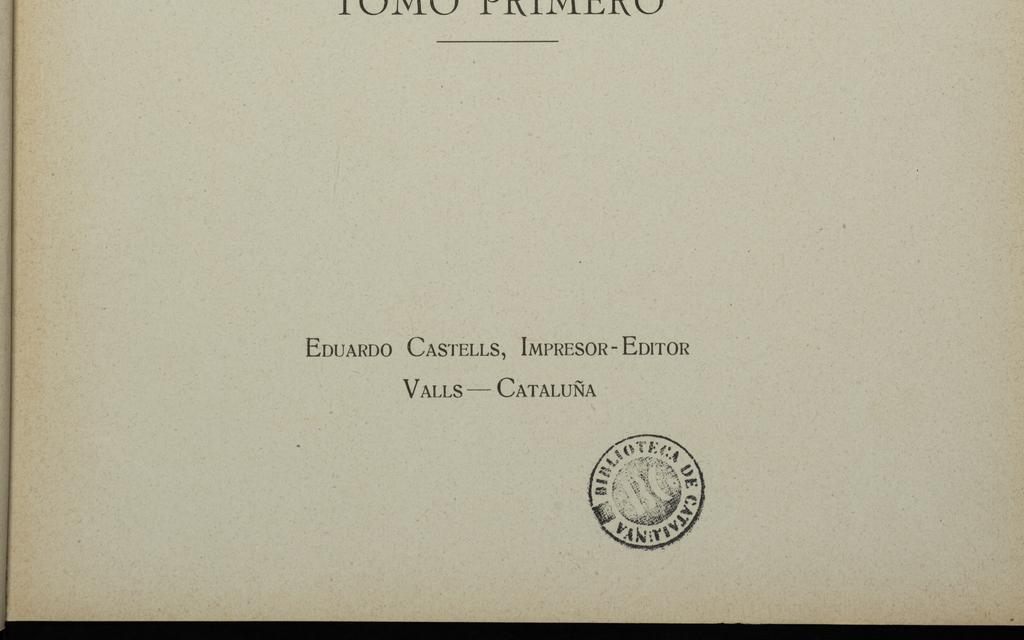 TOMO PRIMERO
EDUARDO CASTELLS, IMPRESOR-EDITOR
VALLS — CATALUÑA
BIBLIOTECA DE CATALUNYA